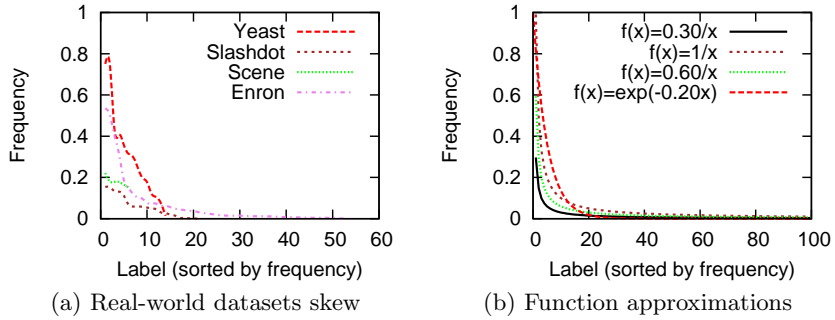 Frequency
1
0.8
0.6
0.4
0.2
0
0 10 20 30 40 50 60
Label (sorted by frequency)
Yeast
Slashdot
Scene
Enron
(a) Real-world datasets skew
Frequency
1
0.8
0.6
0.4
0.2
0
0 20 40 60 80 100
Label (sorted by frequency)
f(x)=0.30/x
f(x)=1/x
f(x)=0.60/x
f(x)=exp(-0.20x)
(b) Function approximations